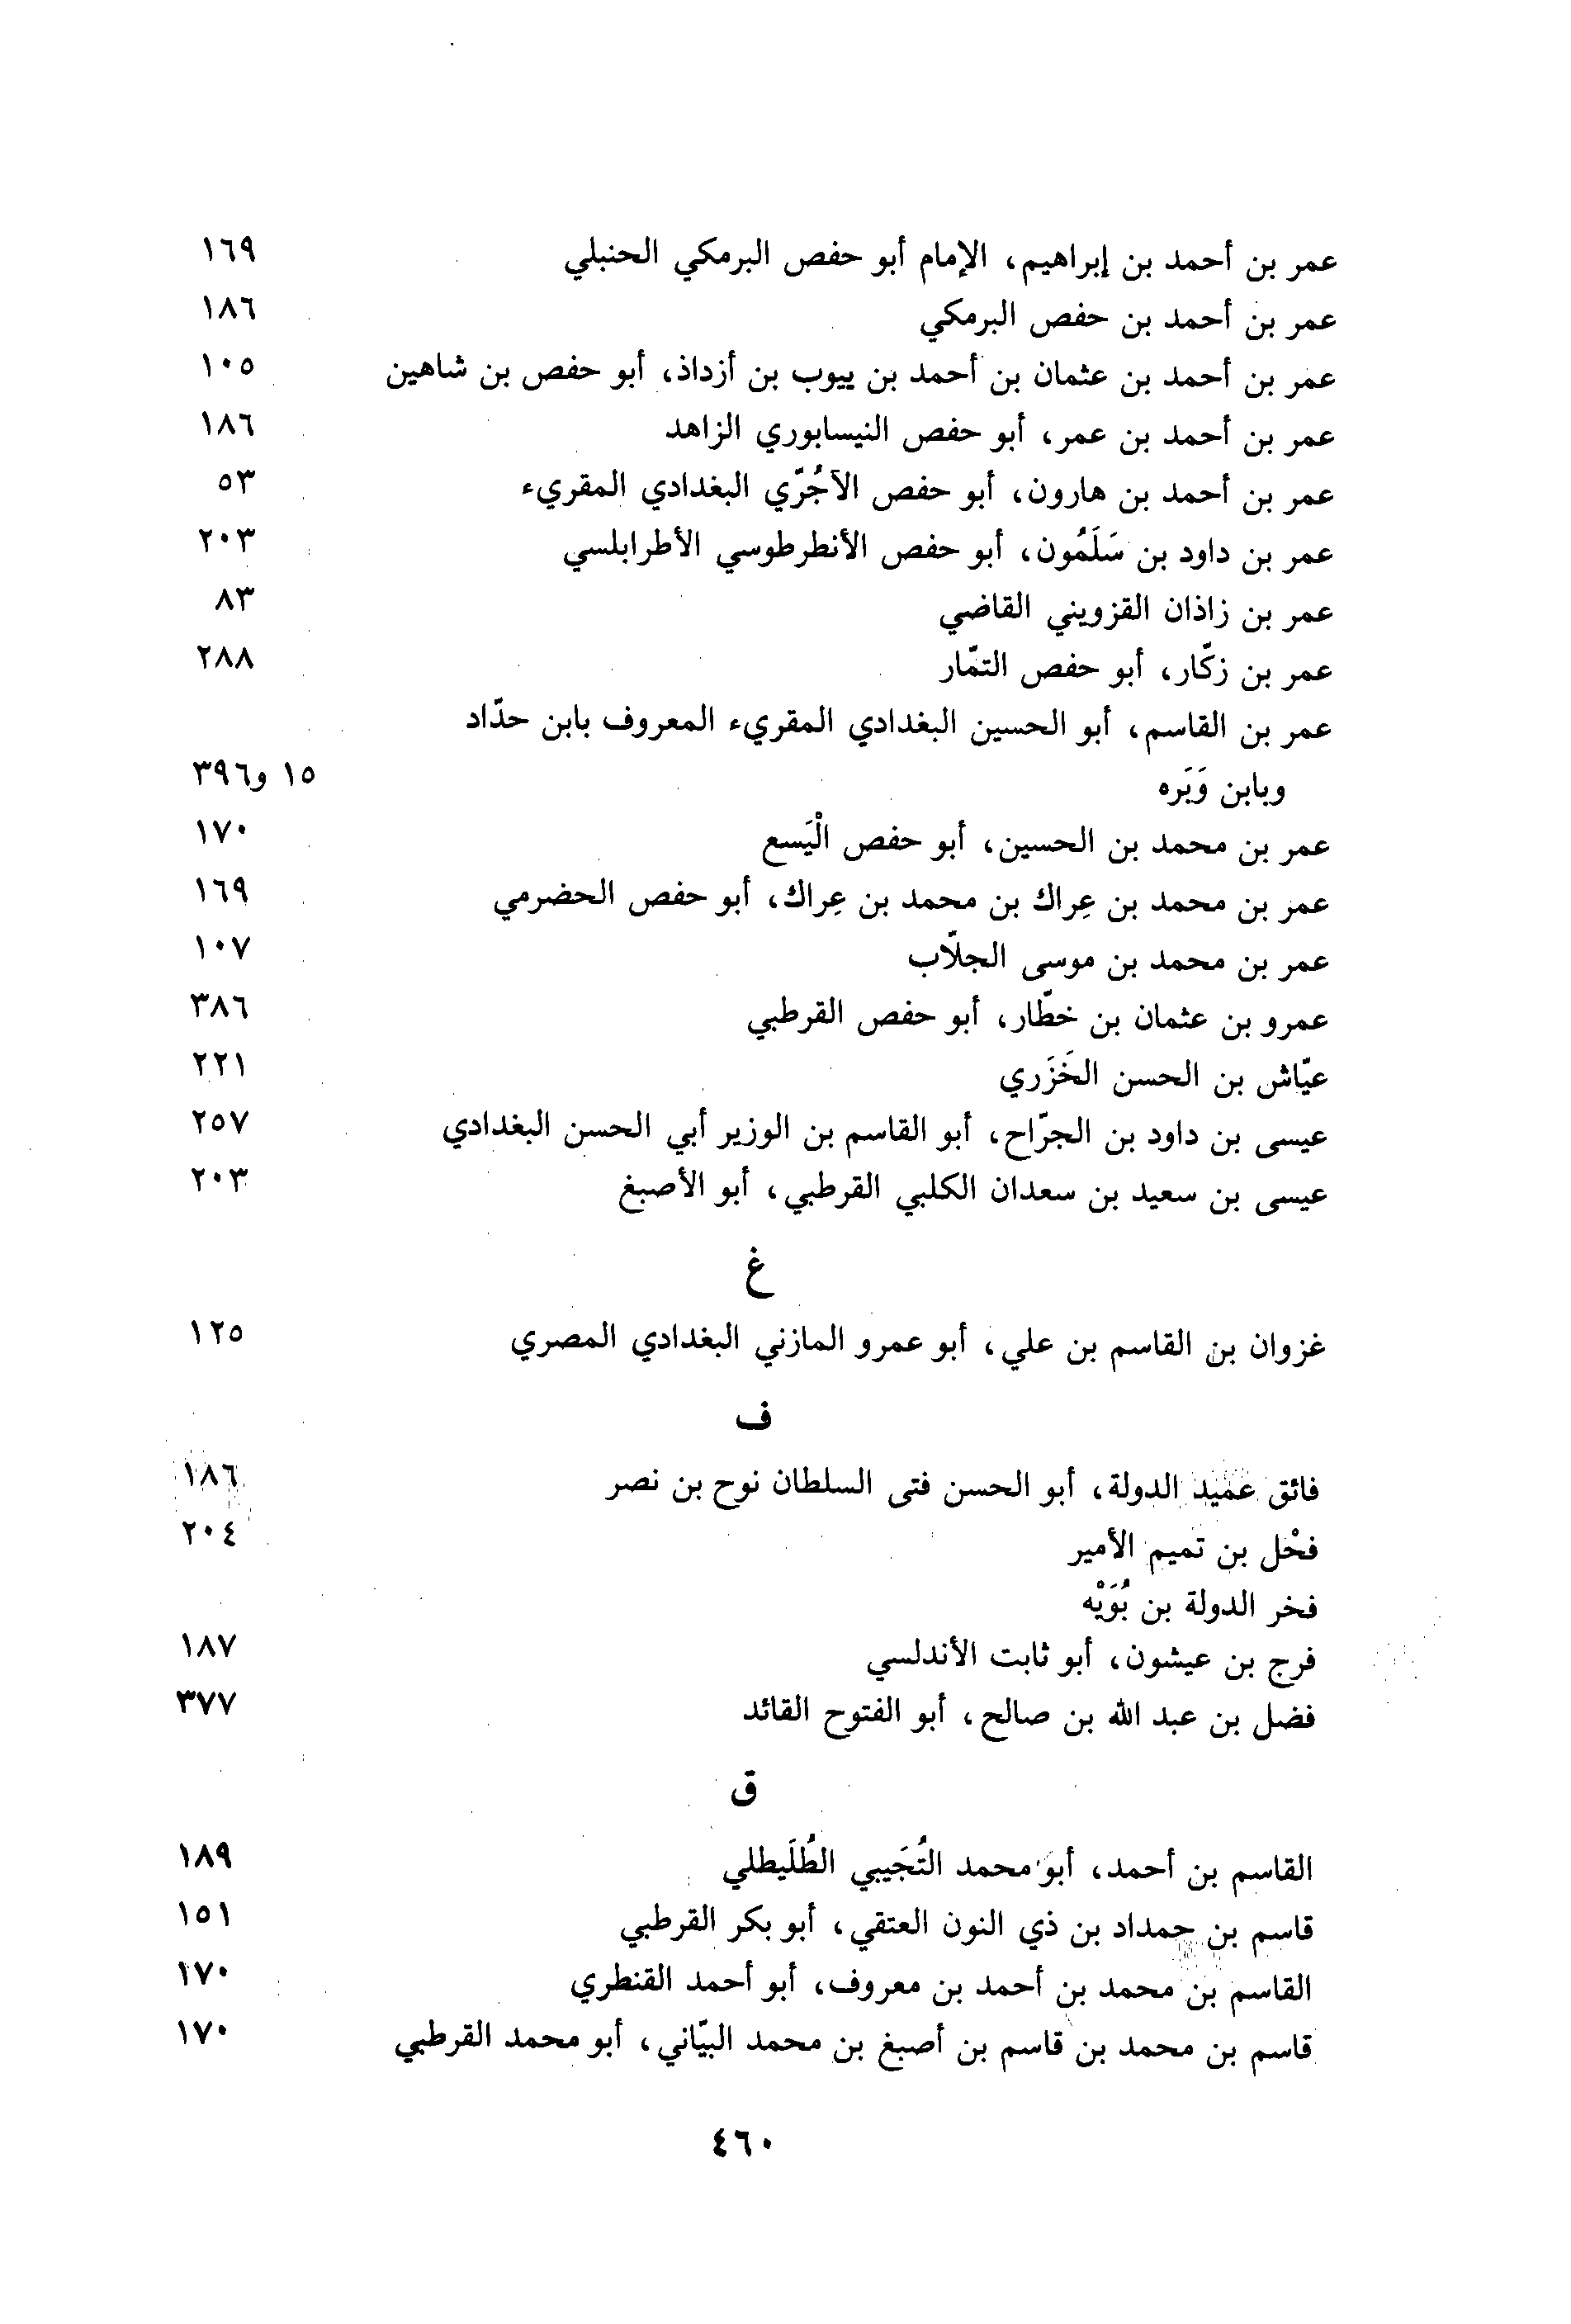 عمر بن أحمد بن إبراهيم، الإمام أبو حفص البرمكي الحنبلي ١٦٩
عمر بن أحمد بن حفص البرمكي ١٨٦
عمر بن أحمد بن عثمان بن أحمد بن ييوب بن أزداذ، أبو حفص بن شاهين ١٠٥
عمر بن أحمد بن عمر، أبو حفص النيسابوري الزاهد ١٨٦
عمر بن أحمد بن هارون، أبو حفص الآجُرّي البغدادي المقريء ٥٣
عمر بن داود بن سَلَمُون، أبو حفص الأنطرطوسي الأطرابلسي ٢٠٣
عمر بن زاذان القزويني القاضي ٨٣
عمر بن زكّار، أبو حفص التمّار ٢٨٨
عمر بن القاسم، أبو الحسين البغدادي المقريء المعروف بابن حدّاد
وبابن وَبَره ١٥ و٣٩٦
عمر بن محمد بن الحسين، أبو حفص الْيَسع ١٧٠
عمر بن محمد بن عِراك بن محمد بن عِراك، أبو حفص الحضرمي ١٦٩
عمر بن محمد بن موسى الجلّاب ١٠٧
عمرو بن عثمان بن خطّار، أبو حفص القرطبي ٣٨٦
عيّاش بن الحسن الخَزَري ٢٢١
عيسى بن داود بن الجرّاح، أبو القاسم بن الوزير أبي الحسن البغدادي ٢٥٧
عيسى بن سعيد بن سعدان الكلبي القرطبي، أبو الأصبغ ٢٠٣
غ
غزوان بن القاسم بن علي، أبو عمرو المازني البغدادي المصري ١٢٥
ف
فائق عميد الدولة، أبو الحسن فتى السلطان نوح بن نصر ١٨٦
فحْل بن تميم الأمير ٢٠٤
فخر الدولة بن بُوَيْه
فرج بن عيشون، أبو ثابت الأندلسي ١٨٧
فضل بن عبد الله بن صالح، أبو الفتوح القائد ٣٧٧
ق
القاسم بن أحمد، أبو محمد التُجَيبي الطُلَيطلي ١٨٩
قاسم بن حمداد بن ذي النون العتقي، أبو بكر القرطبي ١٥١
القاسم بن محمد بن أحمد بن معروف، أبو أحمد القنطري ١٧٠
قاسم بن محمد بن قاسم بن أصبغ بن محمد البيّاني، أبو محمد القرطبي ١٧٠
٤٦٠